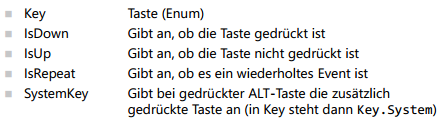 Key Taste (Enum)
IsDown Gibt an, ob die Taste gedrückt ist
IsUp Gibt an, ob die Taste nicht gedrückt ist
IsRepeat Gibt an, ob es ein wiederholtes Event ist
SystemKey Gibt bei gedrückter ALT-Taste die zusätzlich
gedrückte Taste an (in Key steht dann Key.System)